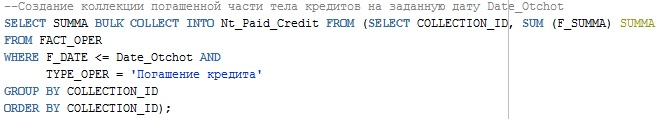 --Создание коллекции погашенной части тела кредитов на заданную дату Date_Otchot
SELECT SUMMA BULK COLLECT INTO Nt_Paid_Credit FROM (SELECT COLLECTION_ID, SUM (F_SUMMA) SUMMA
FROM FACT_OPER
WHERE F_DATE <= Date_Otchot AND
TYPE_OPER = 'Погашение кредита'
GROUP BY COLLECTION_ID
ORDER BY COLLECTION_ID);